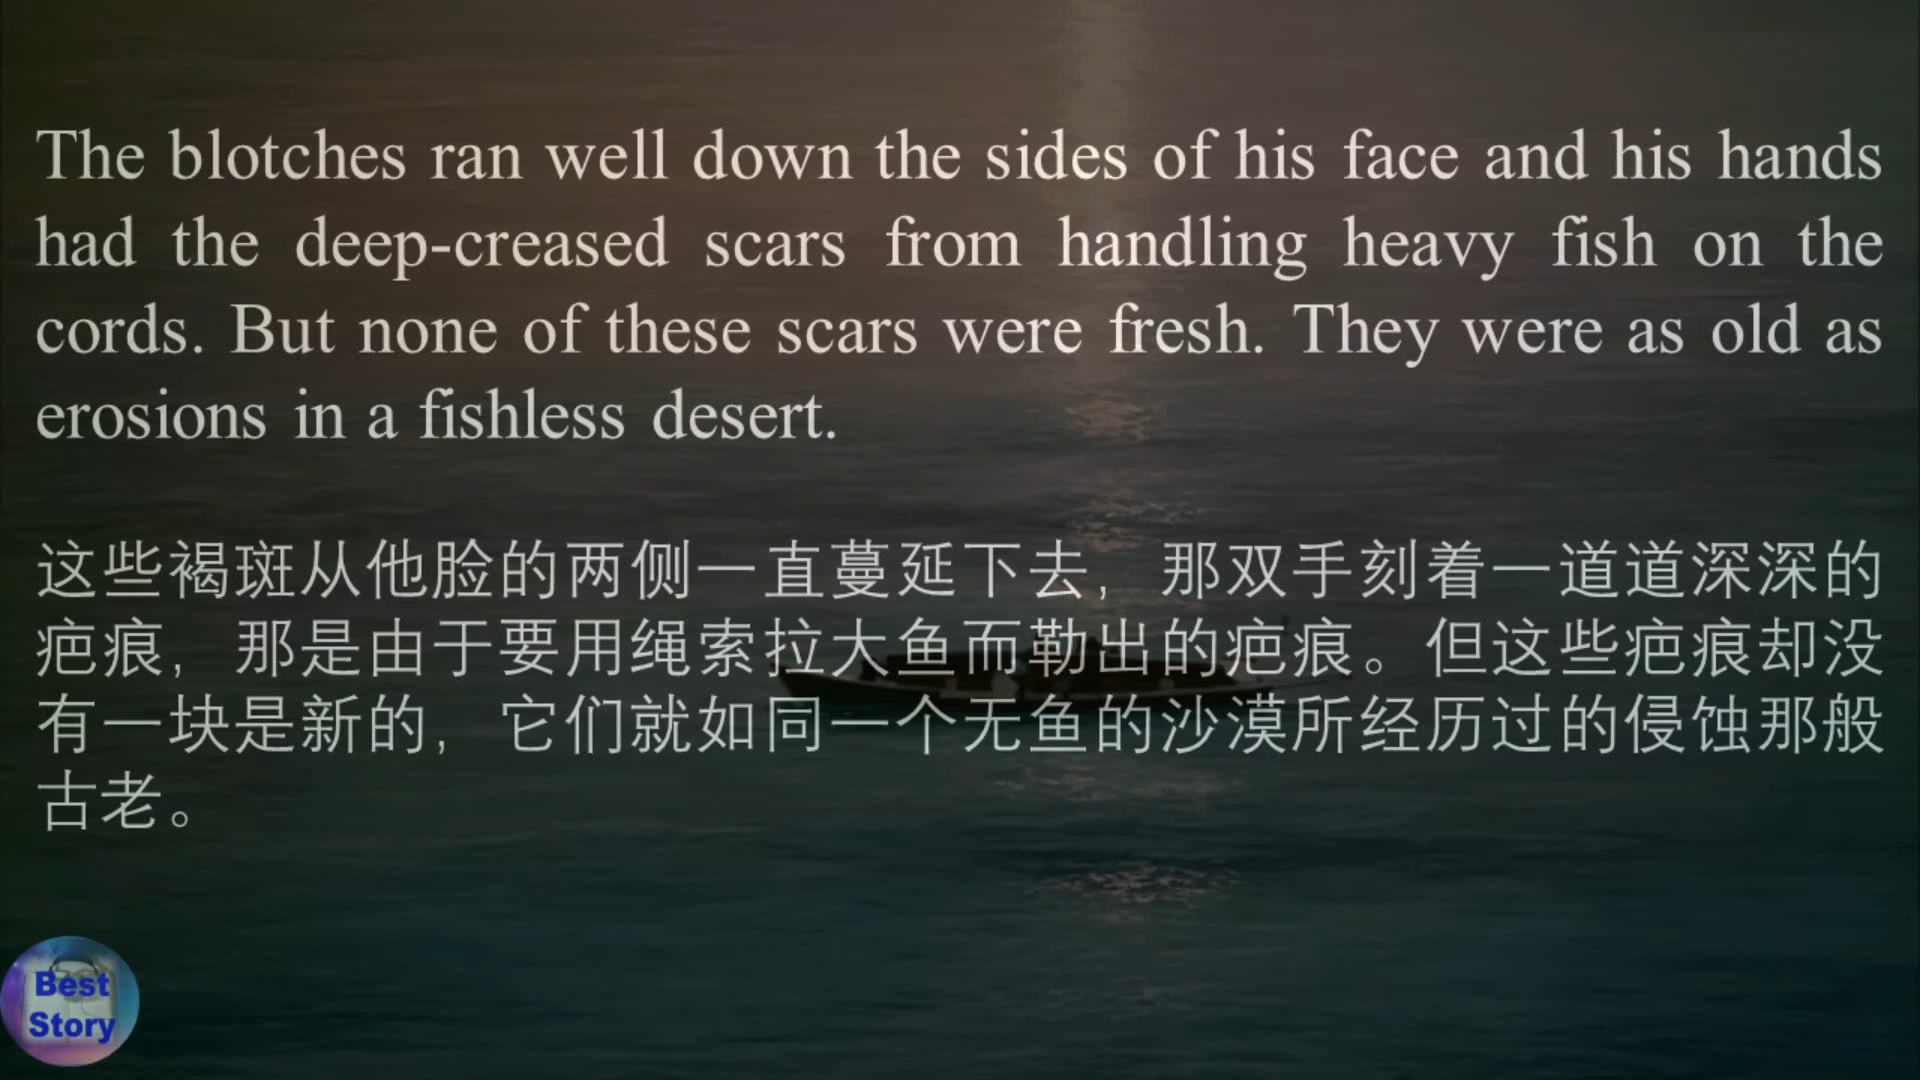 The blotches ran well down the sides of his face and his hands
had the deep-creased scars from handling heavy fish on the
cords. But none of these scars were fresh. They were as old as
erosions in a fishless desert.
这些褐斑从他脸的两侧一直蔓延下去，那双手刻着一道道深深的
疤痕，那是由于要用绳索拉大鱼而勒出的疤痕。但这些疤痕却没
有一块是新的，它们就如同一个无鱼的沙漠所经历过的侵蚀那般
古老。
Best
Story